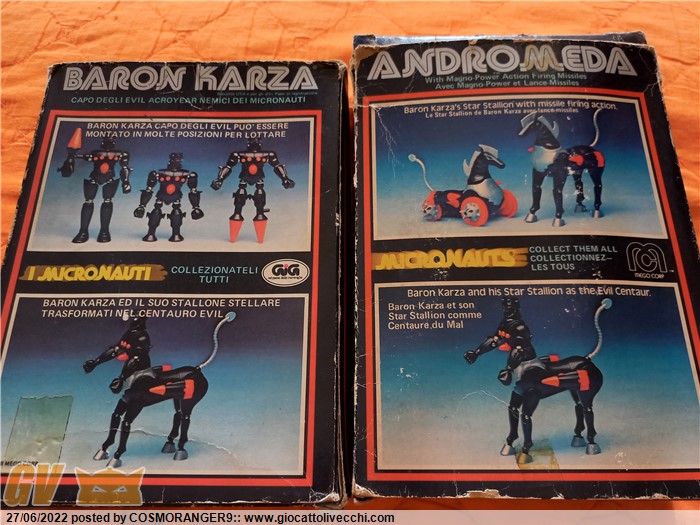 BARON KARZA
CAPO DEGLI EVIL ACROYEAR NEMICI DEI MICRONAUTI
BARON KARZA CAPO DEGLI EVIL PUO' ESSERE
MONTATO IN MOLTE POSIZIONI PER LOTTARE
I MICRONAUTI
COLLEZIONATELI
TUTTI
GiG
BARON KARZA ED IL SUO STALLONE STELLARE
TRASFORMATI NEL CENTAURO EVIL
MEGO CORP
ANDROMEDA
With Magno-Power Action Firing Missiles
Avec Magno-Power et Lance-Missiles
Baron Karza's Star Stallion with missile firing action.
Le Star Stallion de Baron Karza avec lance-missiles
MICRONAUTS
COLLECT THEM ALL
COLLECTIONNEZ-
LES TOUS
MEGO CORP
Baron Karza and his Star Stallion as the Evil Centaur.
Baron Karza et son
Star Stallion comme
Centaure du Mal
GV
27/06/2022 posted by COSMORANGER9:: www.giocattolivecchi.com